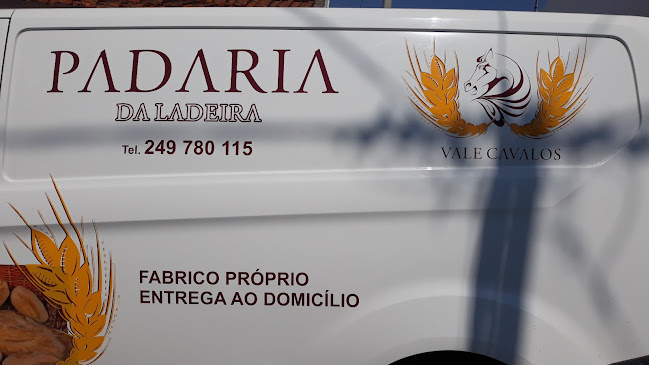 PADARIA
DA LADEIRA
Tel. 249 780 115
VALE CAVALOS
FABRICO PRÓPRIO
ENTREGA AO DOMICÍLIO